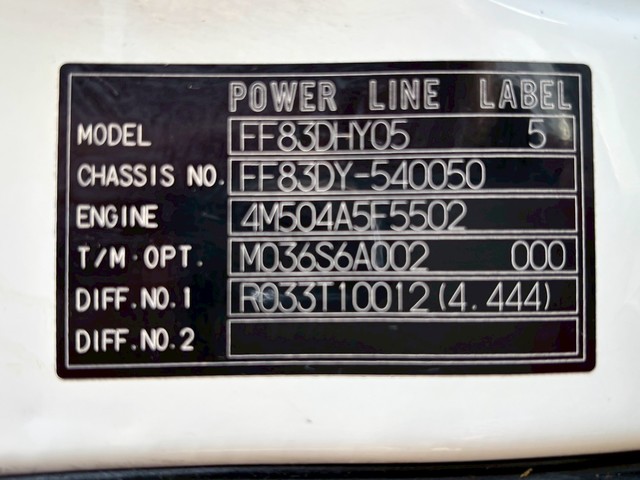 POWER LINE LABEL
MODEL FF83DHY05 5
CHASSIS NO. FF83DY-540050
ENGINE 4M504A5F5502
T/M·OPT. M036S6A002 000
DIFF.NO.1 R033T10012(4.444)
DIFF.NO.2